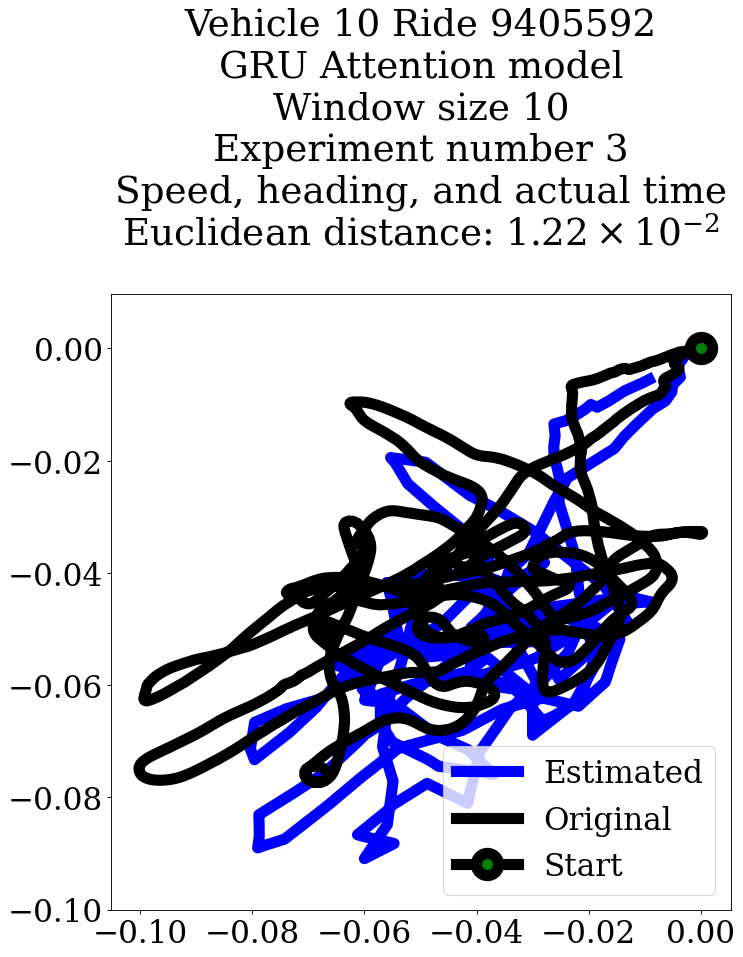 Vehicle 10 Ride 9405592
GRU Attention model
Window size 10
Experiment number 3
Speed, heading, and actual time
Euclidean distance: 1.22 × 10⁻²
0.00
−0.02
−0.04
−0.06
−0.08
−0.10
Estimated
Original
Start
−0.10 −0.08 −0.06 −0.04 −0.02 0.00